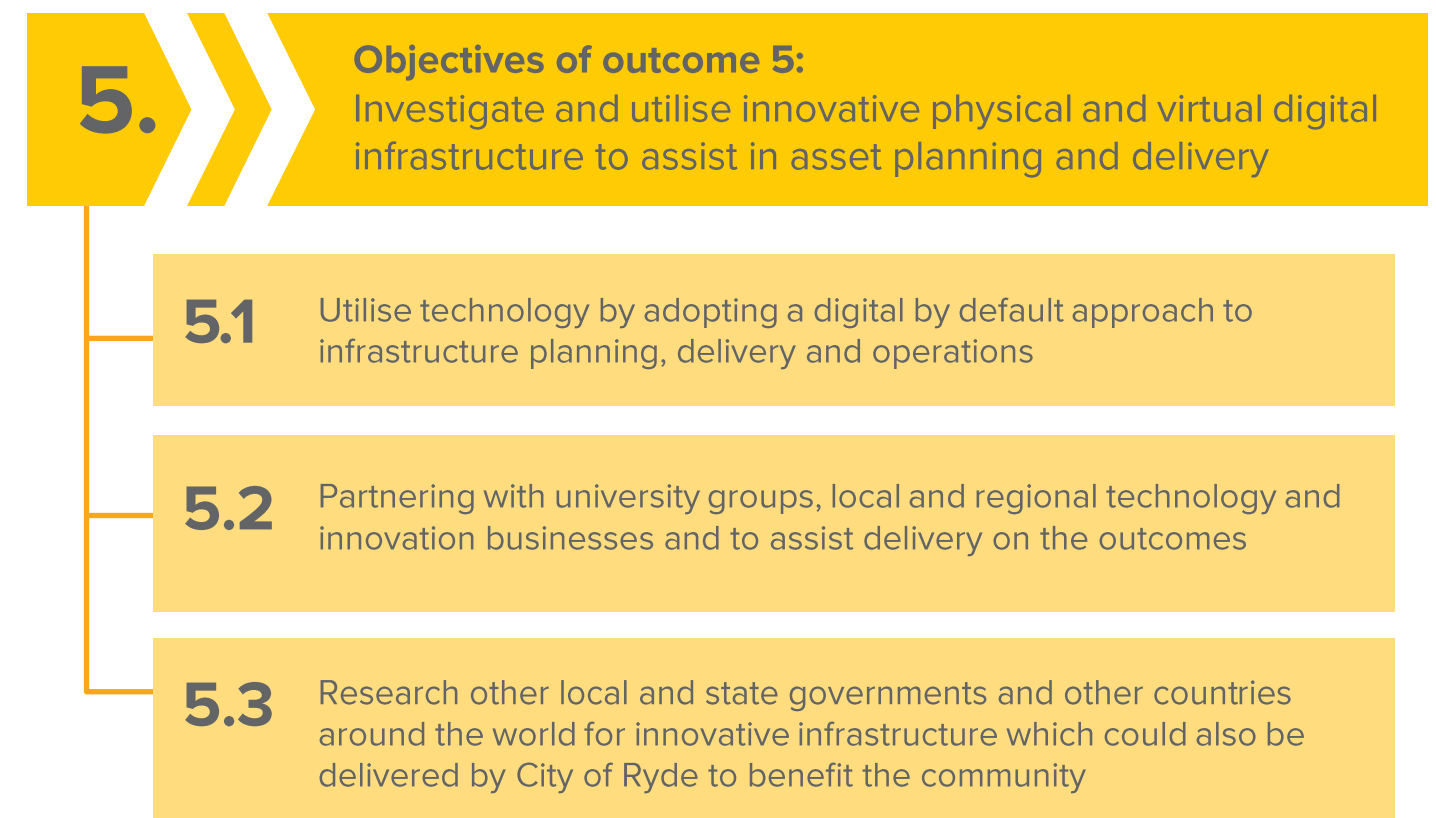 5.
Objectives of outcome 5:
Investigate and utilise innovative physical and virtual digital
infrastructure to assist in asset planning and delivery
5.1
Utilise technology by adopting a digital by default approach to
infrastructure planning, delivery and operations
5.2
Partnering with university groups, local and regional technology and
innovation businesses and to assist delivery on the outcomes
5.3
Research other local and state governments and other countries
around the world for innovative infrastructure which could also be
delivered by City of Ryde to benefit the community